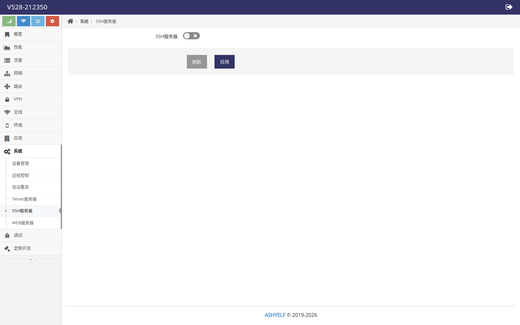 V528-212350
系统 / SSH服务器
概要
性能
流量
网络
路由
VPN
无线
终端
应用
系统
设备管理
远程控制
自动重启
Telnet服务器
SSH服务器
WEB服务器
调试
定制开发
SSH服务器
刷新
应用
ASHYELF © 2019-2026